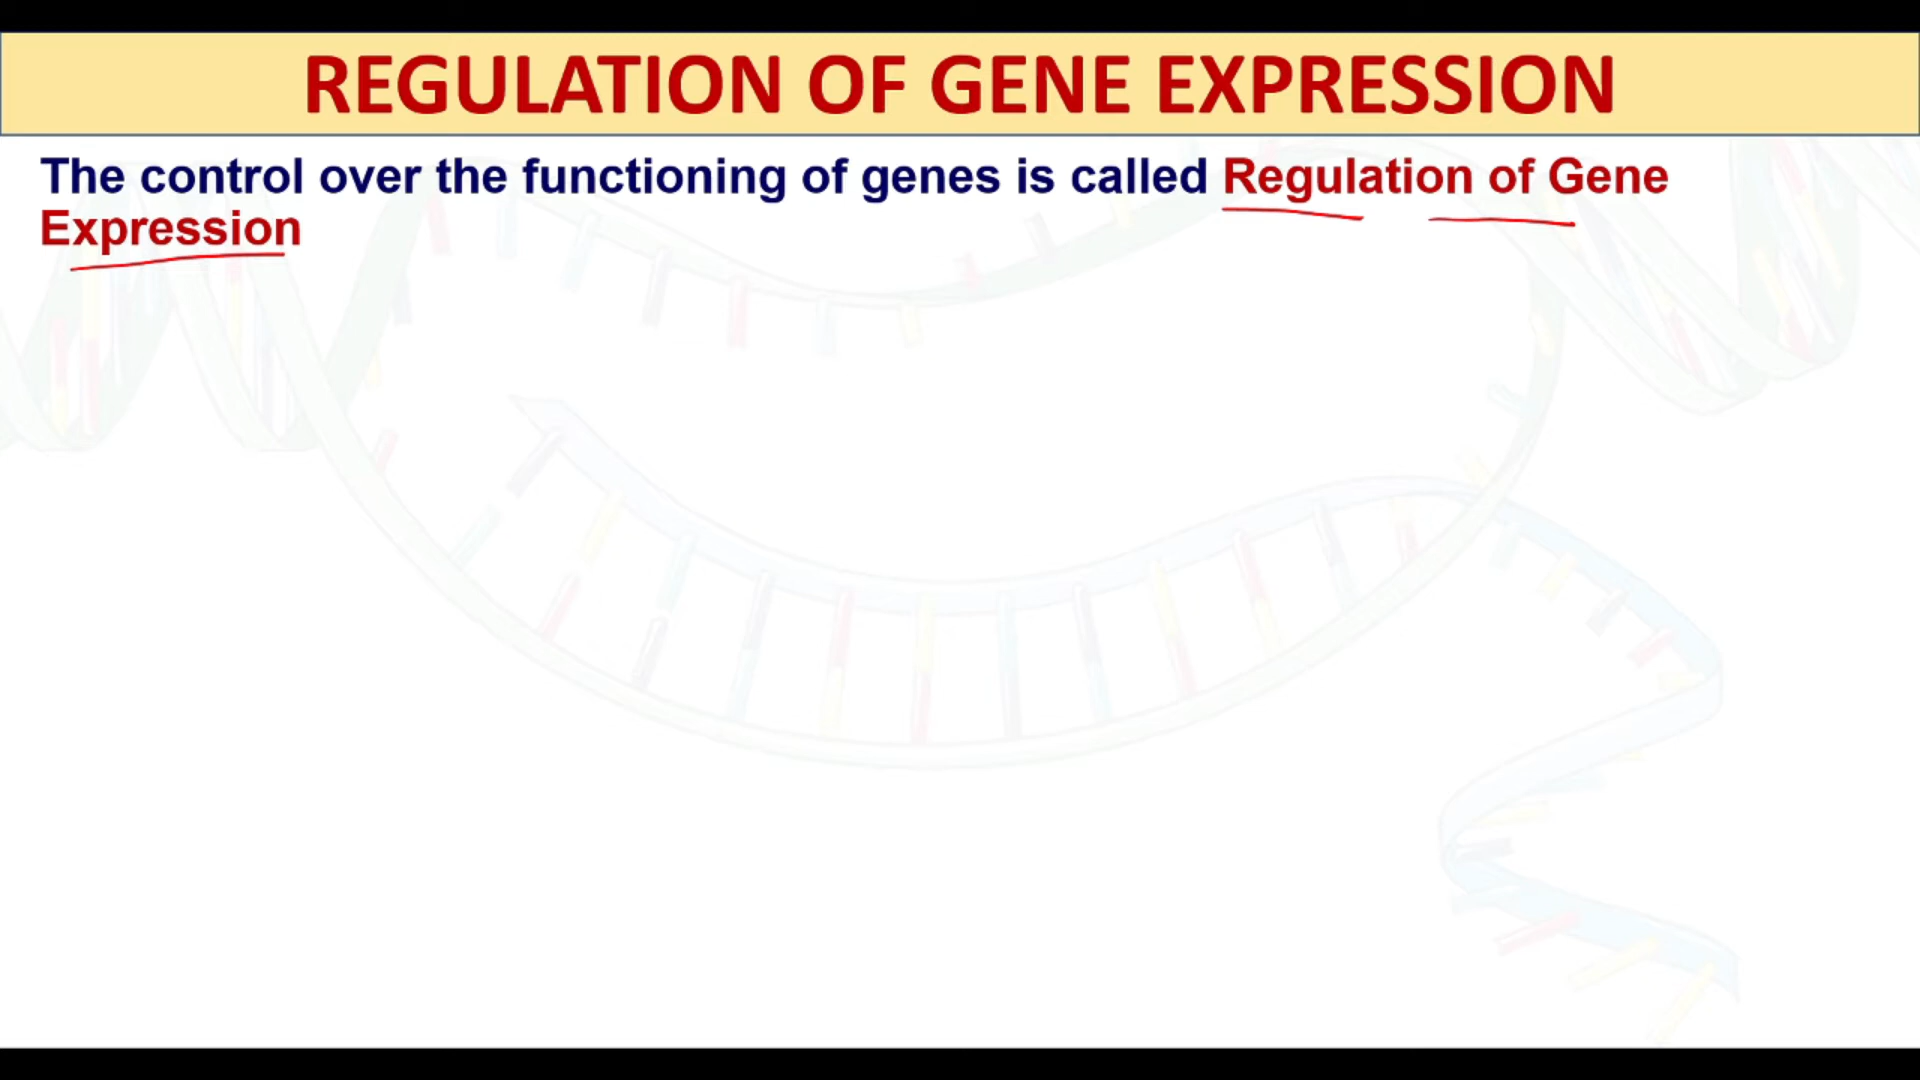 REGULATION OF GENE EXPRESSION
The control over the functioning of genes is called Regulation of Gene
Expression